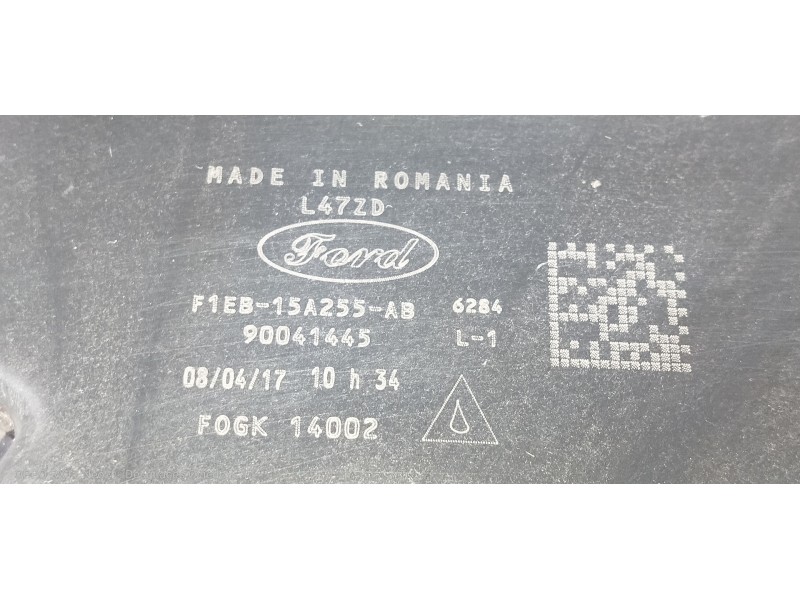 MADE IN ROMANIA
L47ZD
Ford
F1EB-15A255-AB 6284
90041445 L-1
08/04/17 10 h 34
FOGK 14002